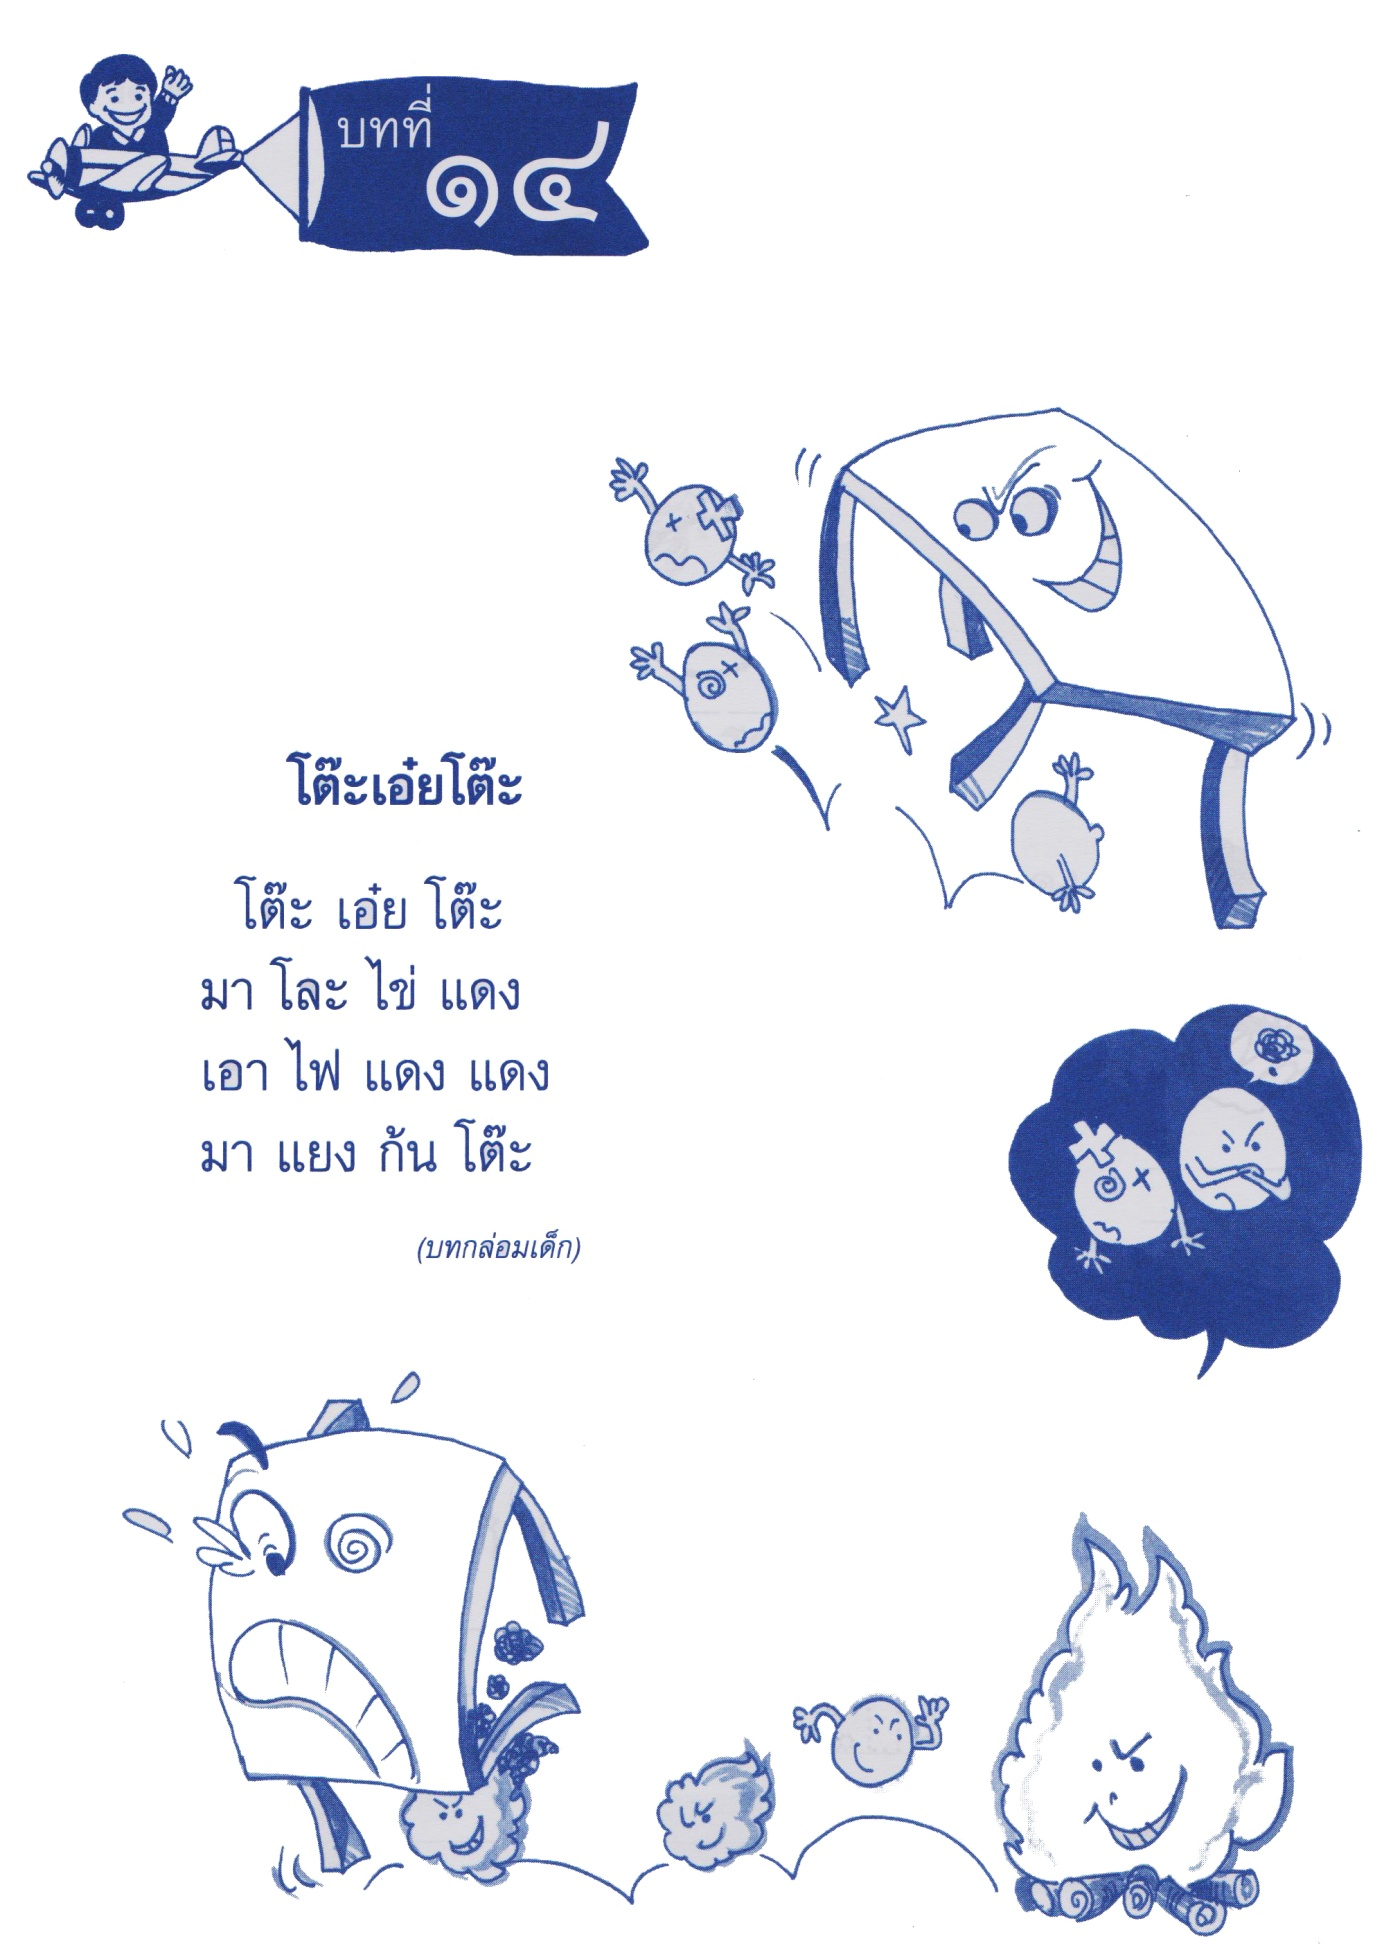 บทที่
๑๔
โต๊ะเอ๋ยโต๊ะ
โต๊ะ เอ๋ย โต๊ะ
มา โละ ไข่ แดง
เอา ไฟ แดง แดง
มา แยง ก้น โต๊ะ
(บทกล่อมเด็ก)